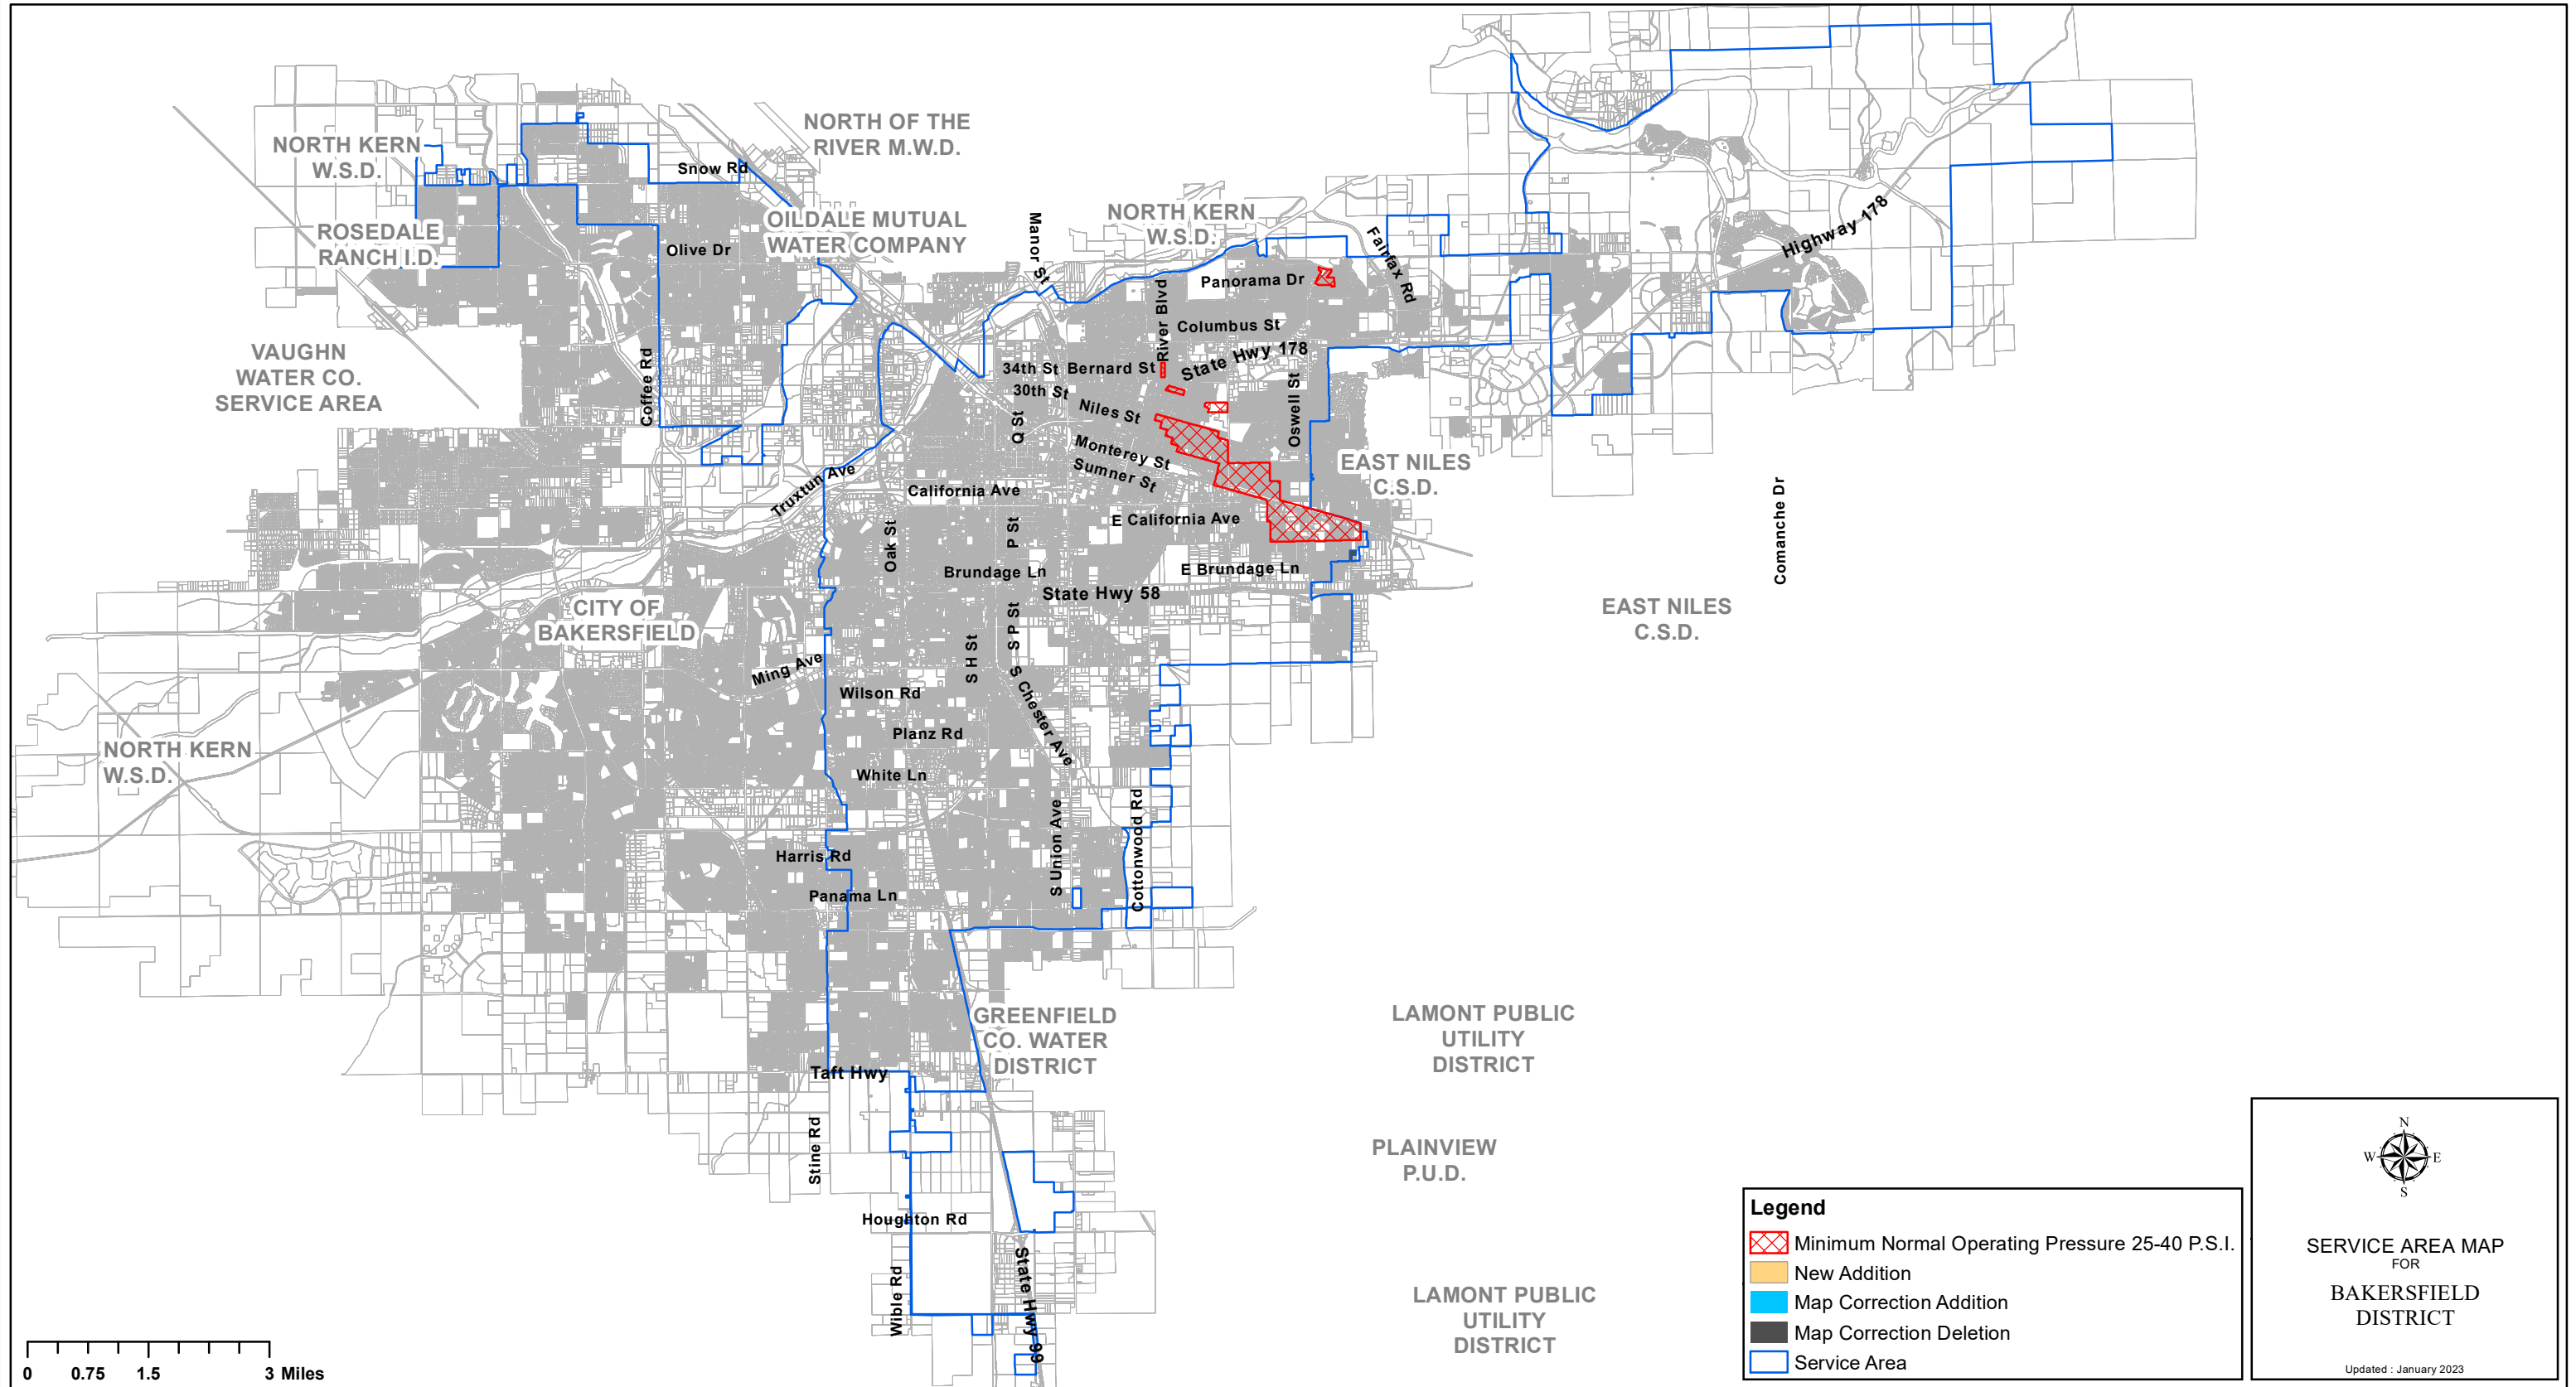 NORTH KERN
W.S.D.
NORTH OF THE
RIVER M.W.D.
Snow Rd
ROSEDALE
RANCH I.D.
OILDALE MUTUAL
WATER COMPANY
Olive Dr
Manor St
NORTH KERN
W.S.D.
Fairfax Rd
Highway 178
Panorama Dr
River Blvd
Columbus St
State Hwy 178
VAUGHN
WATER CO.
SERVICE AREA
Coffee Rd
34th St
Bernard St
30th St
Niles St
Q St
Oswell St
Monterey St
Sumner St
EAST NILES
C.S.D.
Truxtun Ave
California Ave
E California Ave
Oak St
P St
Comanche Dr
Brundage Ln
E Brundage Ln
State Hwy 58
CITY OF
BAKERSFIELD
EAST NILES
C.S.D.
S P St
S H St
Ming Ave
Wilson Rd
S Chester Ave
Planz Rd
NORTH KERN
W.S.D.
White Ln
S Union Ave
Cottonwood Rd
Harris Rd
Panama Ln
GREENFIELD
CO. WATER
DISTRICT
LAMONT PUBLIC
UTILITY
DISTRICT
Taft Hwy
Stine Rd
PLAINVIEW
P.U.D.
Houghton Rd
Wible Rd
State Hwy 99
LAMONT PUBLIC
UTILITY
DISTRICT
0 0.75 1.5 3 Miles
Legend
Minimum Normal Operating Pressure 25-40 P.S.I.
New Addition
Map Correction Addition
Map Correction Deletion
Service Area
N
W E
S
SERVICE AREA MAP
FOR
BAKERSFIELD
DISTRICT
Updated : January 2023